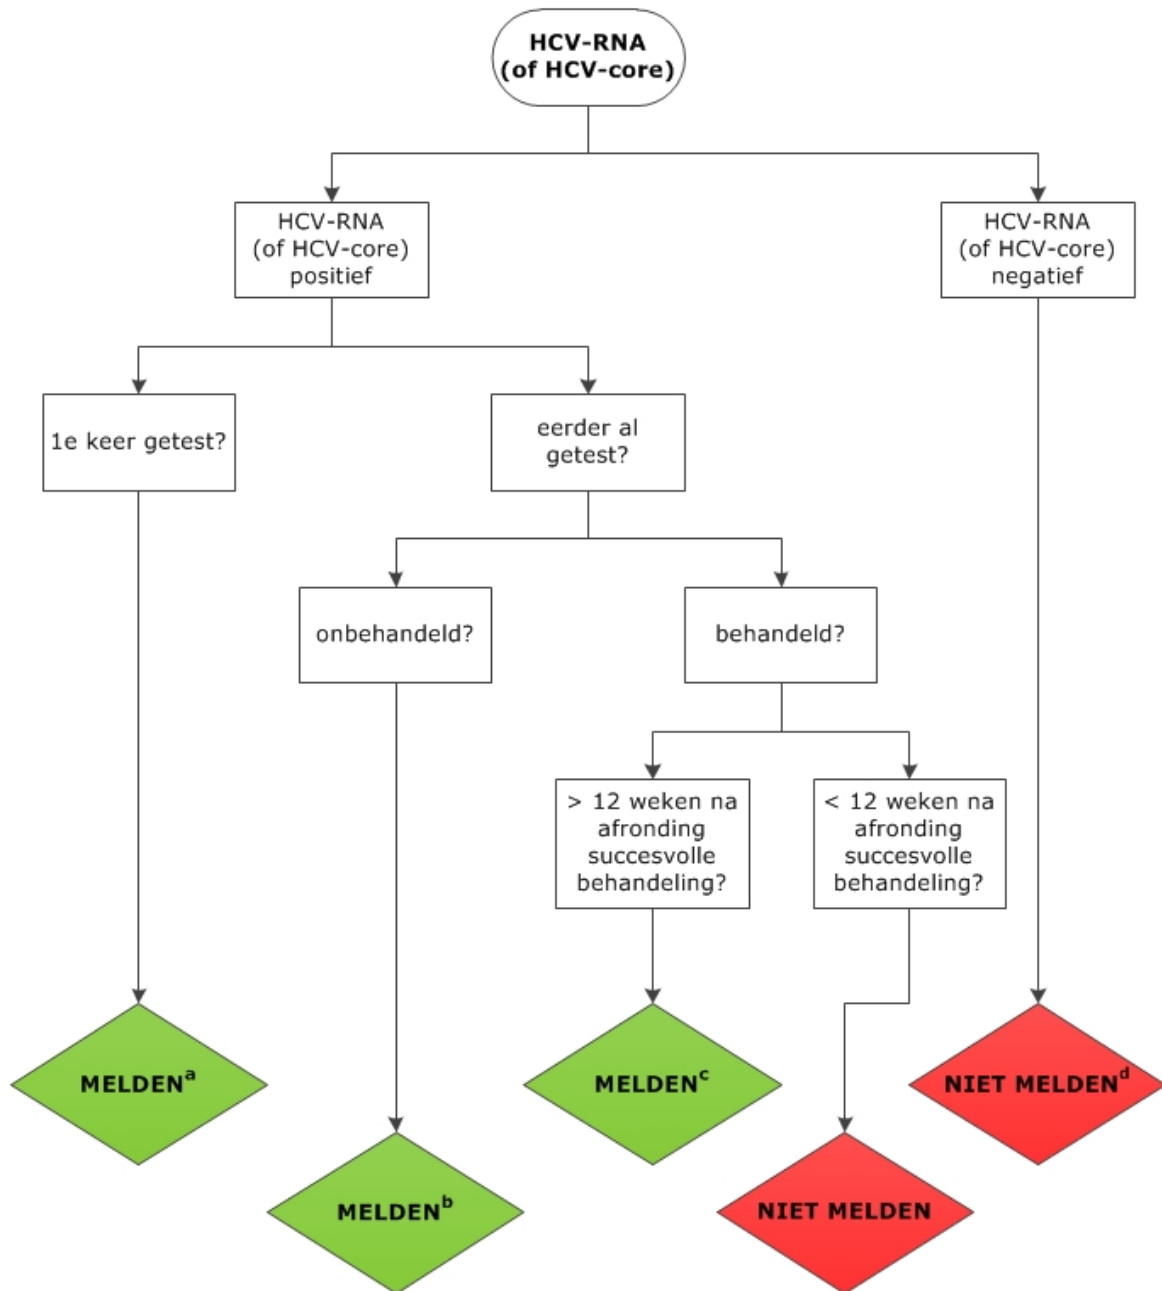 HCV-RNA
(of HCV-core)
HCV-RNA
(of HCV-core)
positief
HCV-RNA
(of HCV-core)
negatief
1e keer getest?
eerder al
getest?
onbehandeld?
behandeld?
> 12 weken na
afronding
succesvolle
behandeling?
< 12 weken na
afronding
succesvolle
behandeling?
MELDENᵃ
MELDENᶜ
NIET MELDENᵈ
MELDENᵇ
NIET MELDEN